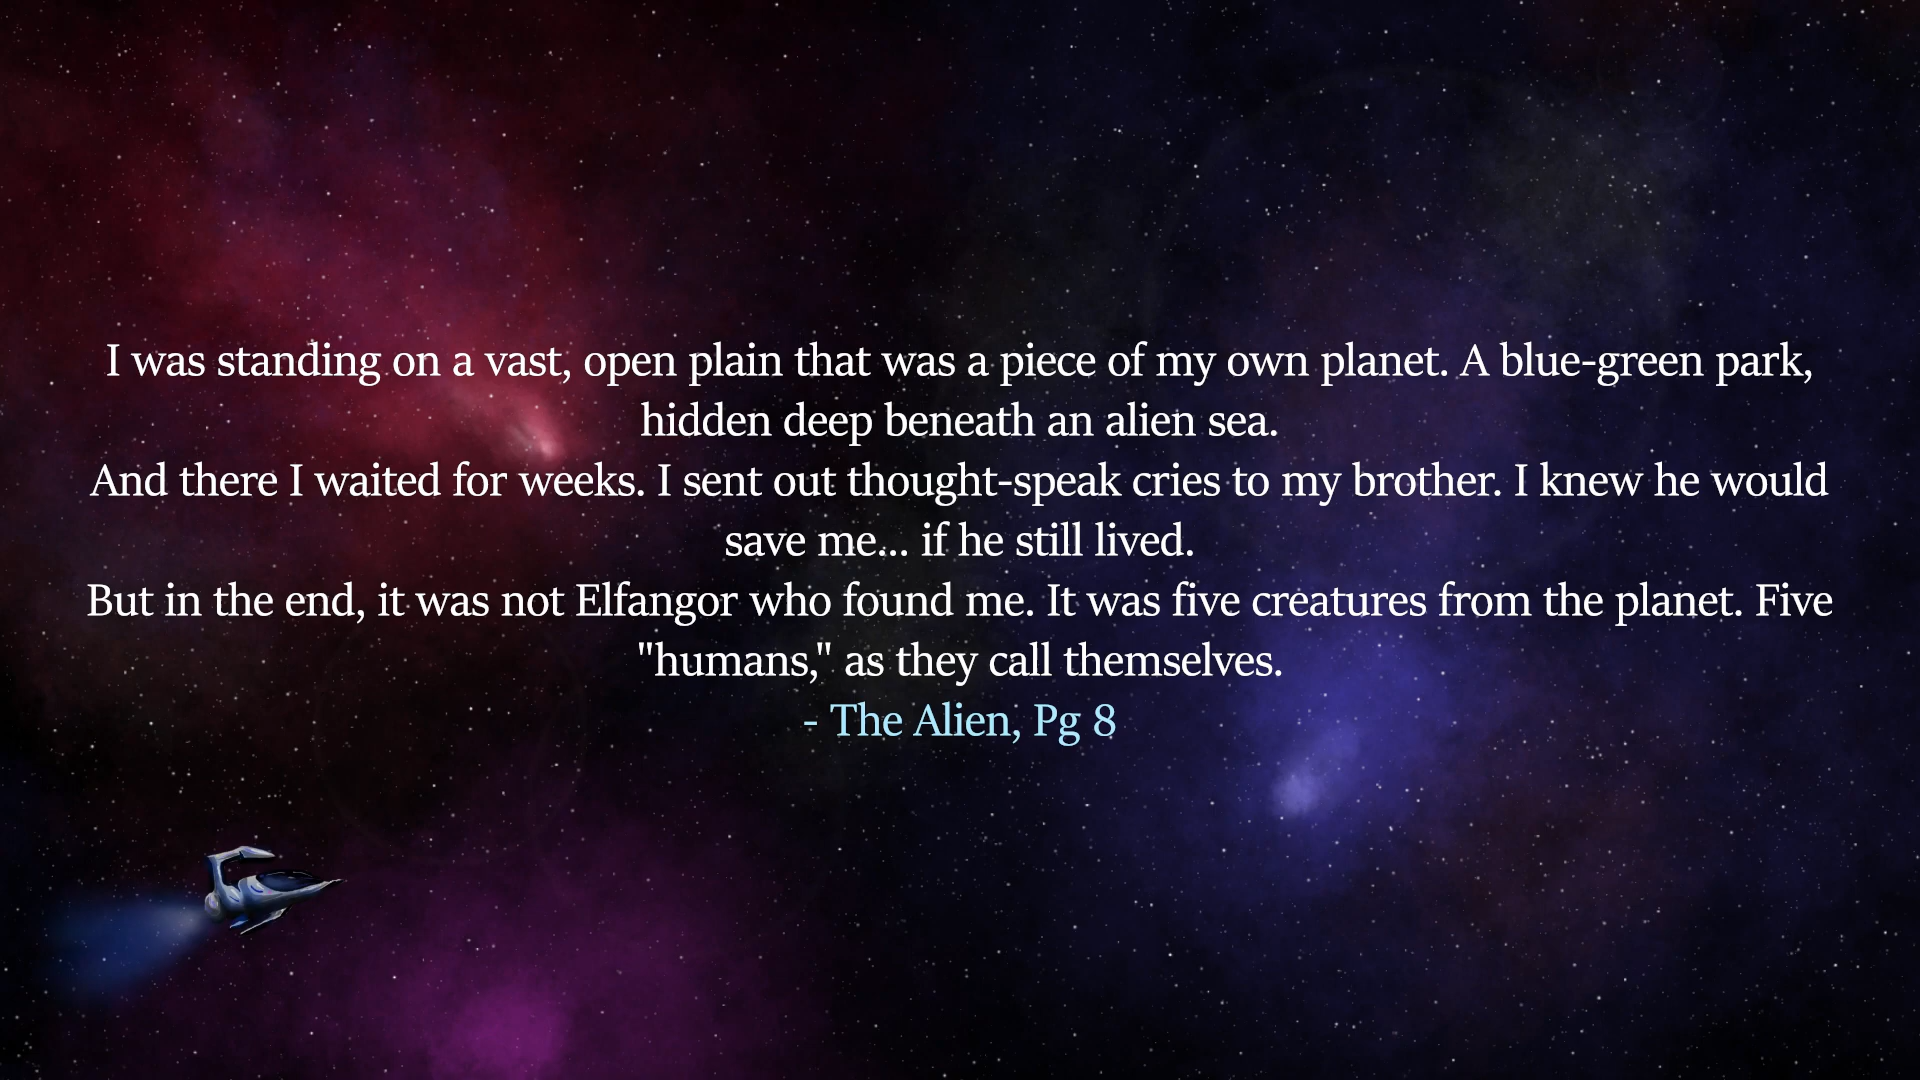 I was standing on a vast, open plain that was a piece of my own planet. A blue-green park,
hidden deep beneath an alien sea.
And there I waited for weeks. I sent out thought-speak cries to my brother. I knew he would
save me... if he still lived.
But in the end, it was not Elfangor who found me. It was five creatures from the planet. Five
"humans," as they call themselves.
- The Alien, Pg 8